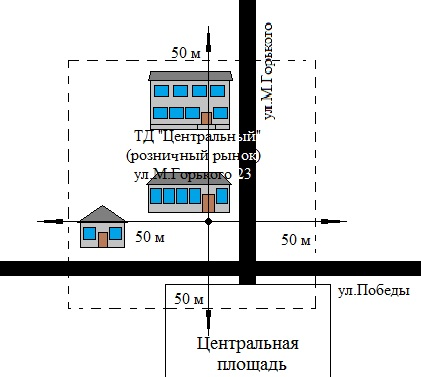 50 м
ул.М.Горького
ТД "Центральный"
(розничный рынок)
ул.М.Горького 23
50 м
50 м
50 м
ул.Победы
Центральная
площадь